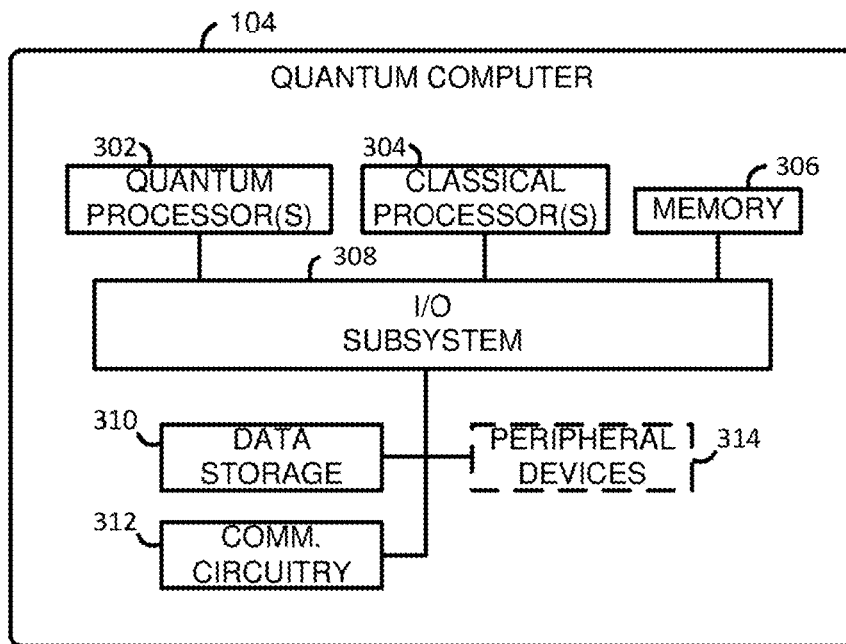 104
QUANTUM COMPUTER
302
QUANTUM
PROCESSOR(S)
304
CLASSICAL
PROCESSOR(S)
306
MEMORY
308
I/O
SUBSYSTEM
310
DATA
STORAGE
PERIPHERAL
DEVICES
314
312
COMM.
CIRCUITRY